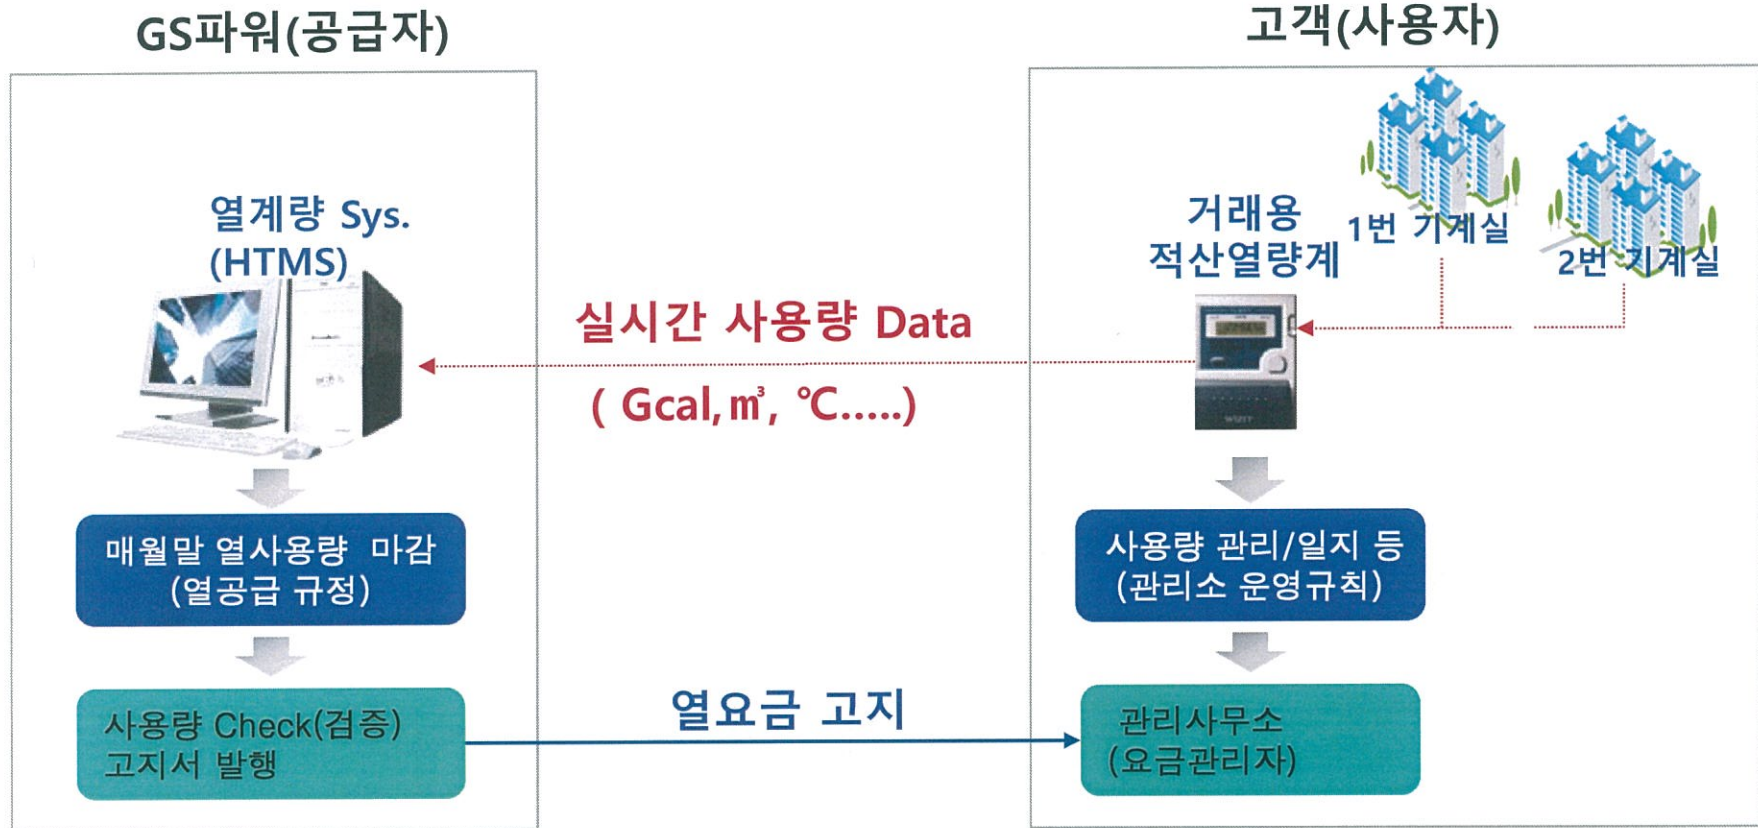 GS파워(공급자)
고객(사용자)
열계량 Sys.
(HTMS)
거래용
적산열량계
1번 기계실
2번 기계실
실시간 사용량 Data
( Gcal,㎥, ℃.....)
매월말 열사용량 마감
(열공급 규정)
사용량 관리/일지 등
(관리소 운영규칙)
사용량 Check(검증)
고지서 발행
열요금 고지
관리사무소
(요금관리자)